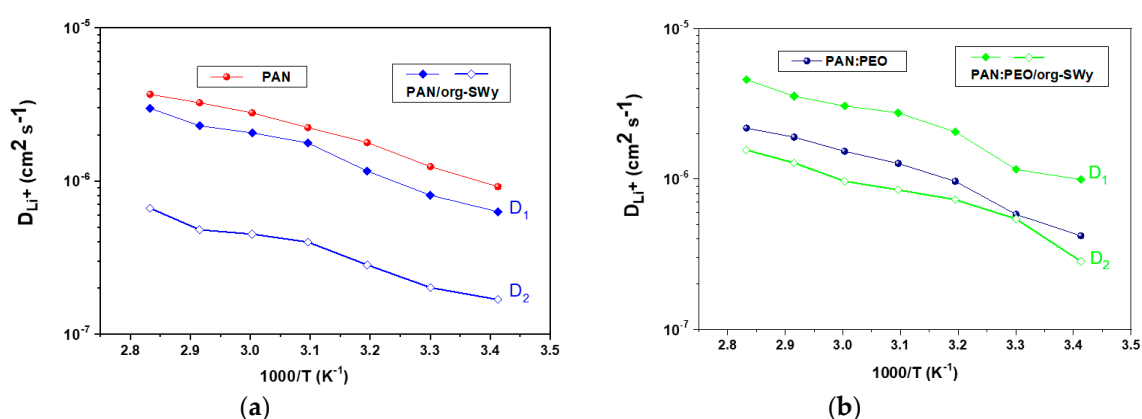 10⁻⁵
PAN
PAN/org-SWy
D_Li⁺ (cm² s⁻¹)
10⁻⁶
D₁
D₂
10⁻⁷
2.8 2.9 3.0 3.1 3.2 3.3 3.4 3.5
1000/T (K⁻¹)
(a)
10⁻⁵
PAN:PEO
PAN:PEO/org-SWy
D_Li⁺ (cm² s⁻¹)
10⁻⁶
D₁
D₂
10⁻⁷
2.8 2.9 3.0 3.1 3.2 3.3 3.4 3.5
1000/T (K⁻¹)
(b)